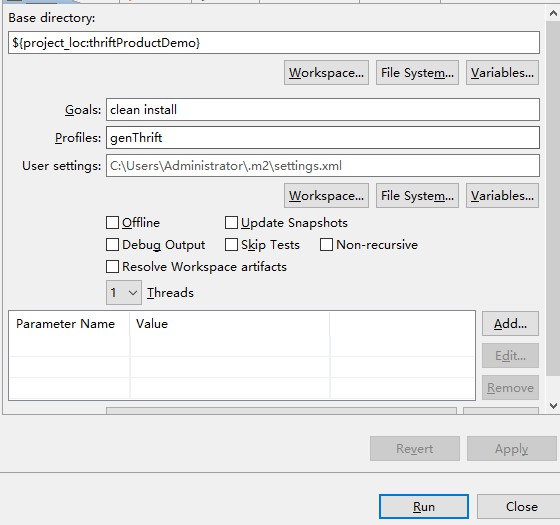 Base directory:
${project_loc:thriftProductDemo}
Workspace... File System... Variables...
Goals: clean install
Profiles: genThrift
User settings: C:\Users\Administrator\.m2\settings.xml
Workspace... File System... Variables...
Offline Update Snapshots
Debug Output Skip Tests Non-recursive
Resolve Workspace artifacts
1 Threads
Parameter Name Value Add...
Edit...
Remove
Revert Apply
Run Close